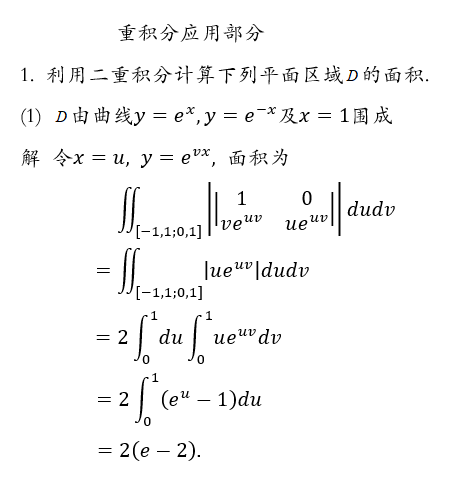 重积分应用部分
1. 利用二重积分计算下列平面区域D的面积.
(1) D由曲线y = e^x, y = e^{-x}及x = 1围成
解 令x = u, y = e^{vx}, 面积为
∬_{[-1,1;0,1]} | | 1 0 ; ve^{uv} ue^{uv} | | dudv
= ∬_{[-1,1;0,1]} |ue^{uv}|dudv
= 2∫_0^1 du ∫_0^1 ue^{uv}dv
= 2∫_0^1 (e^u − 1)du
= 2(e − 2).